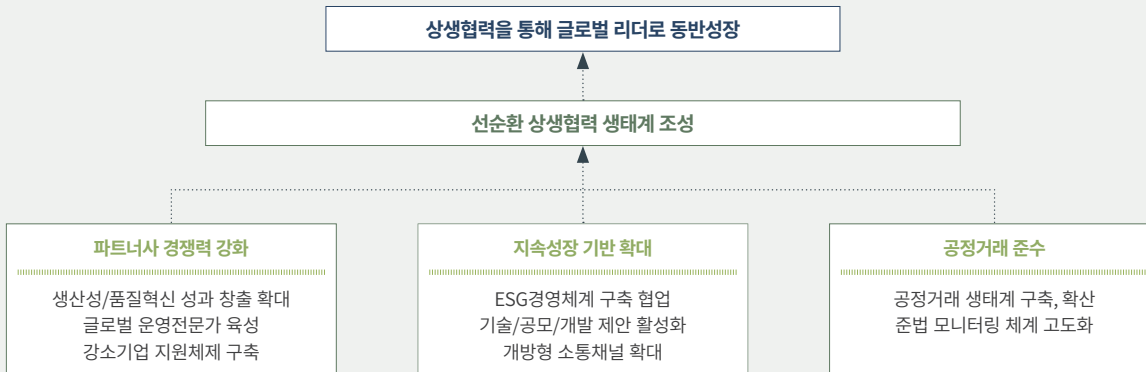 상생협력을 통해 글로벌 리더로 동반성장
선순환 상생협력 생태계 조성
파트너사 경쟁력 강화
생산성/품질혁신 성과 창출 확대
글로벌 운영전문가 육성
강소기업 지원체제 구축
지속성장 기반 확대
ESG경영체계 구축 협업
기술/공모/개발 제안 활성화
개방형 소통채널 확대
공정거래 준수
공정거래 생태계 구축, 확산
준법 모니터링 체계 고도화